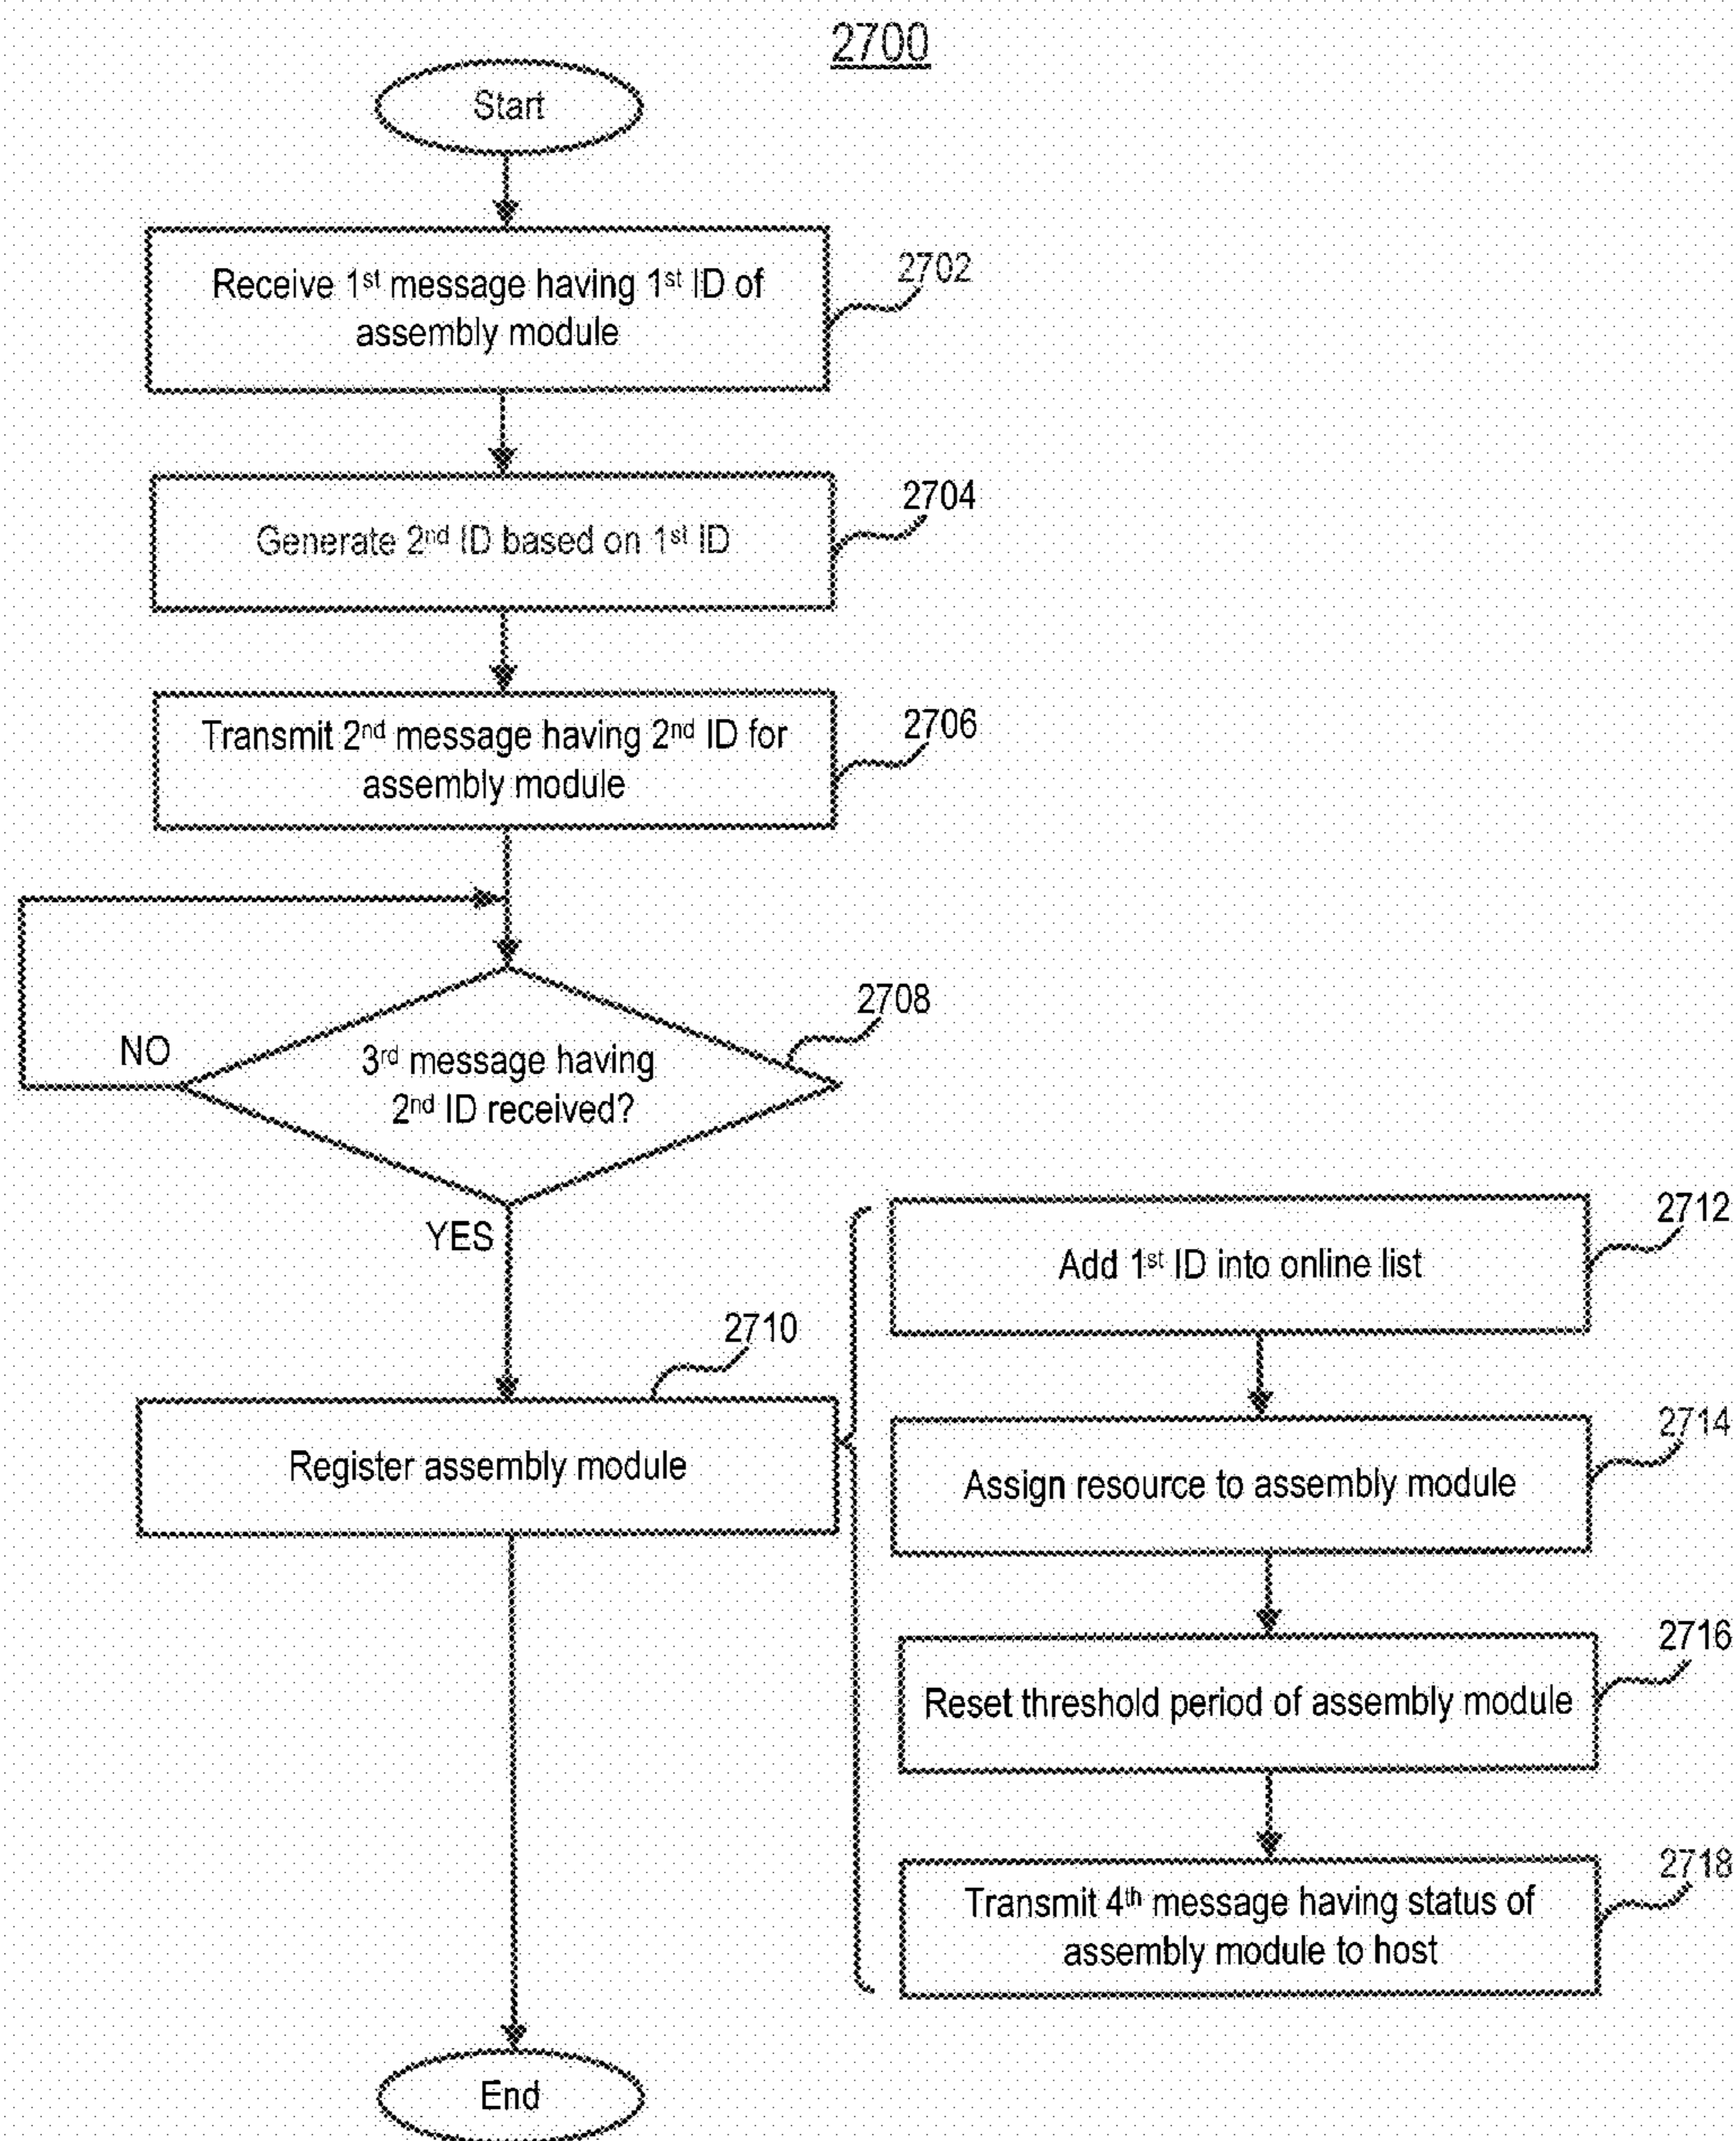 2700
Start
Receive 1st message having 1st ID of
assembly module
2702
Generate 2nd ID based on 1st ID
2704
Transmit 2nd message having 2nd ID for
assembly module
2706
3rd message having
2nd ID received?
2708
NO
YES
Register assembly module
2710
Add 1st ID into online list
2712
Assign resource to assembly module
2714
Reset threshold period of assembly module
2716
Transmit 4th message having status of
assembly module to host
2718
End